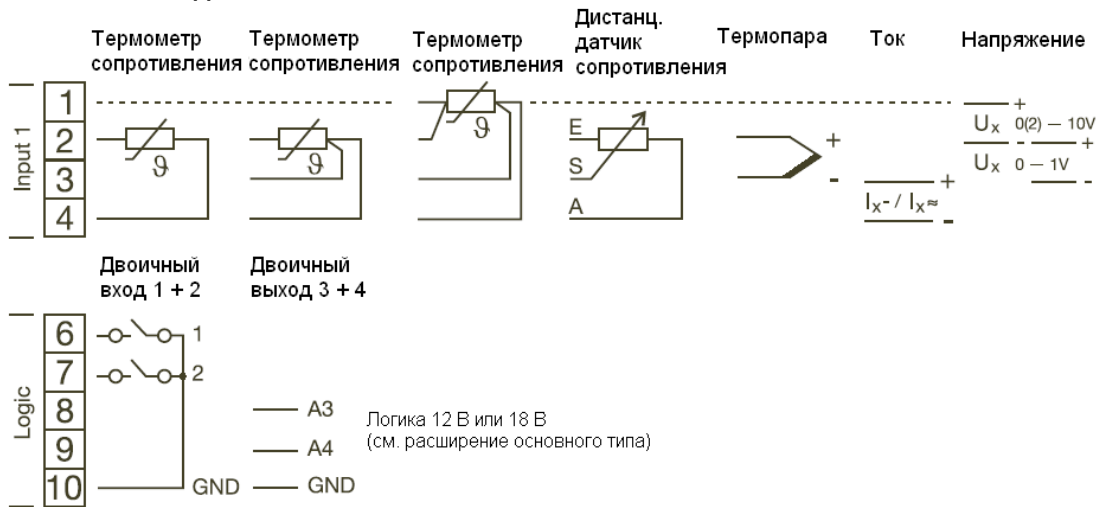 Термометр сопротивления
Термометр сопротивления
Термометр сопротивления
Дистанц. датчик сопротивления
Термопара
Ток
Напряжение
Input 1
1
2
3
4
ϑ
ϑ
ϑ
E
S
A
+
-
+
Ix- / Ix≈
-
+
Ux 0(2) – 10V
- +
Ux 0 – 1V
-
Двоичный
вход 1 + 2
Двоичный
выход 3 + 4
Logic
6
7
8
9
10
1
2
GND
A3
A4
GND
Логика 12 В или 18 В
(см. расширение основного типа)